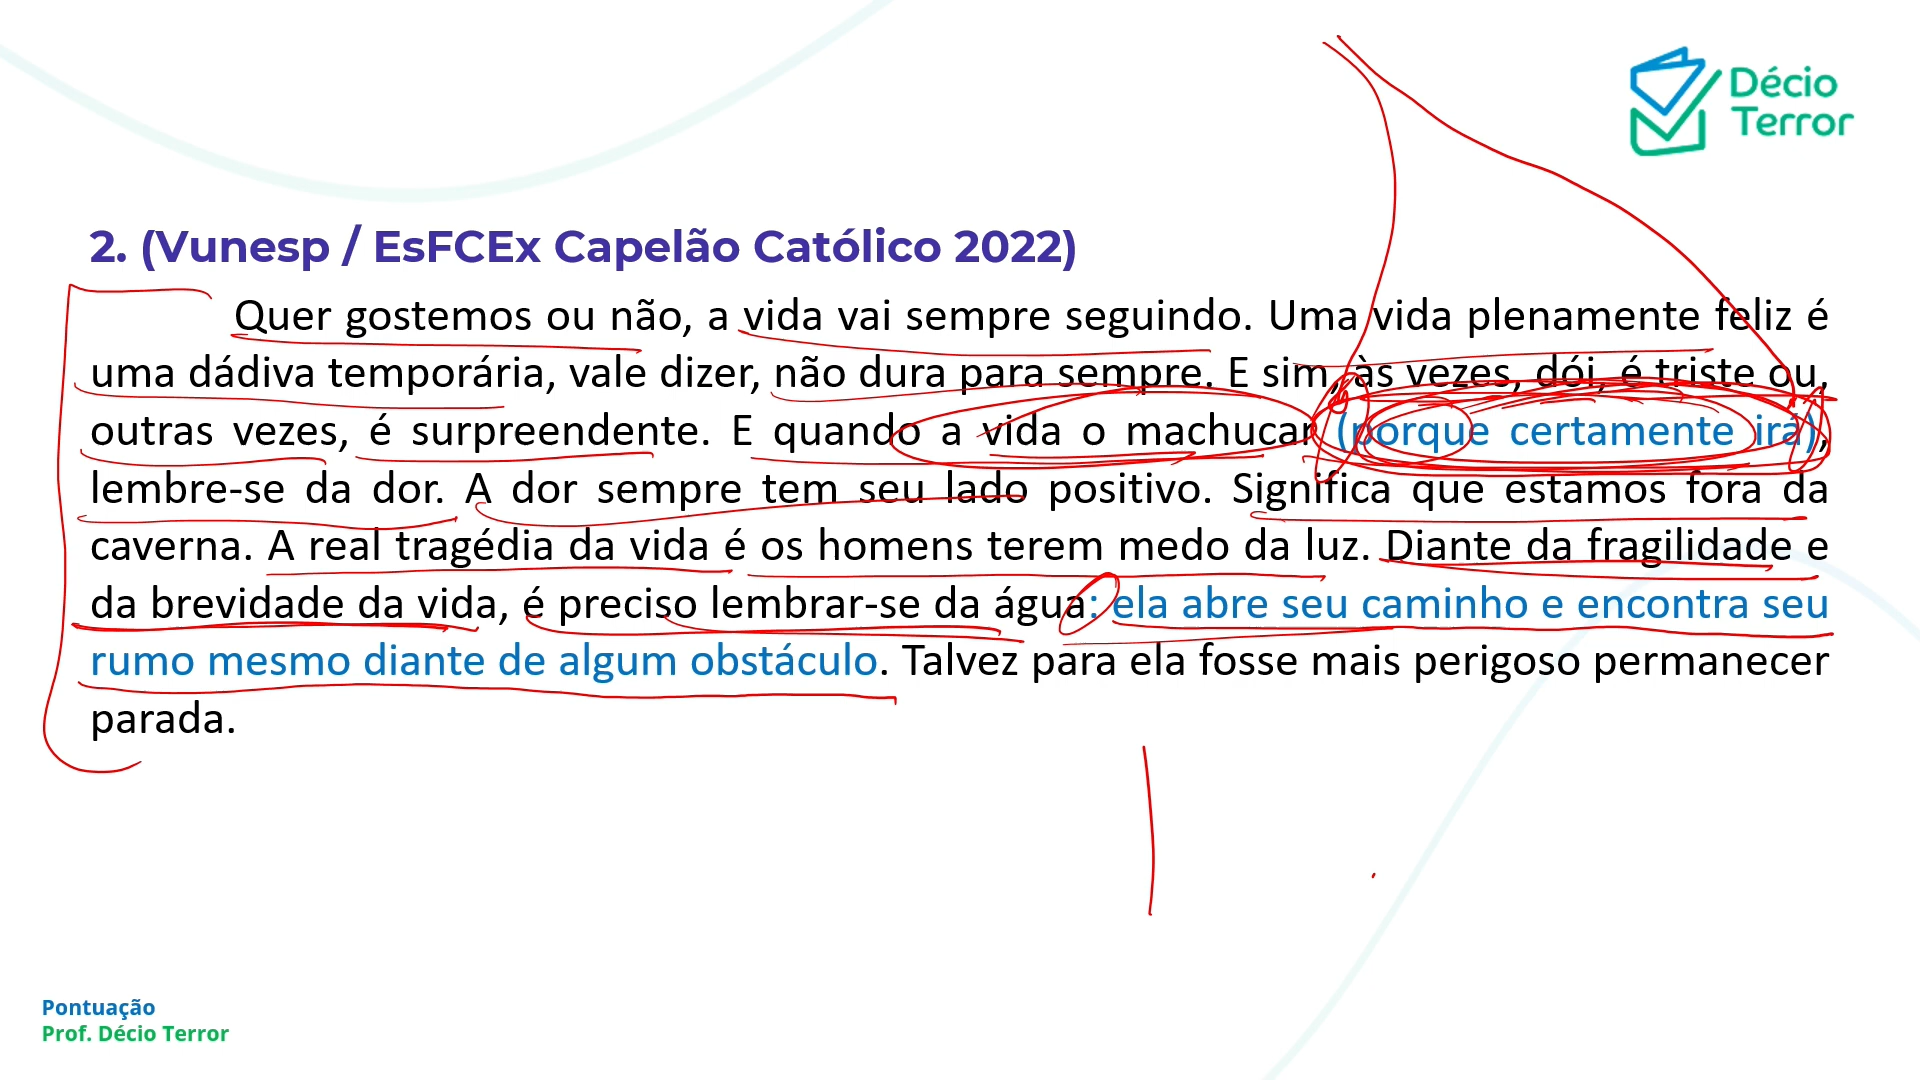 Décio
Terror
2. (Vunesp / EsFCEx Capelão Católico 2022)
Quer gostemos ou não, a vida vai sempre seguindo. Uma vida plenamente feliz é
uma dádiva temporária, vale dizer, não dura para sempre. E sim, às vezes, dói, é triste ou,
outras vezes, é surpreendente. E quando a vida o machucar (porque certamente irá),
lembre-se da dor. A dor sempre tem seu lado positivo. Significa que estamos fora da
caverna. A real tragédia da vida é os homens terem medo da luz. Diante da fragilidade e
da brevidade da vida, é preciso lembrar-se da água: ela abre seu caminho e encontra seu
rumo mesmo diante de algum obstáculo. Talvez para ela fosse mais perigoso permanecer
parada.
Pontuação
Prof. Décio Terror